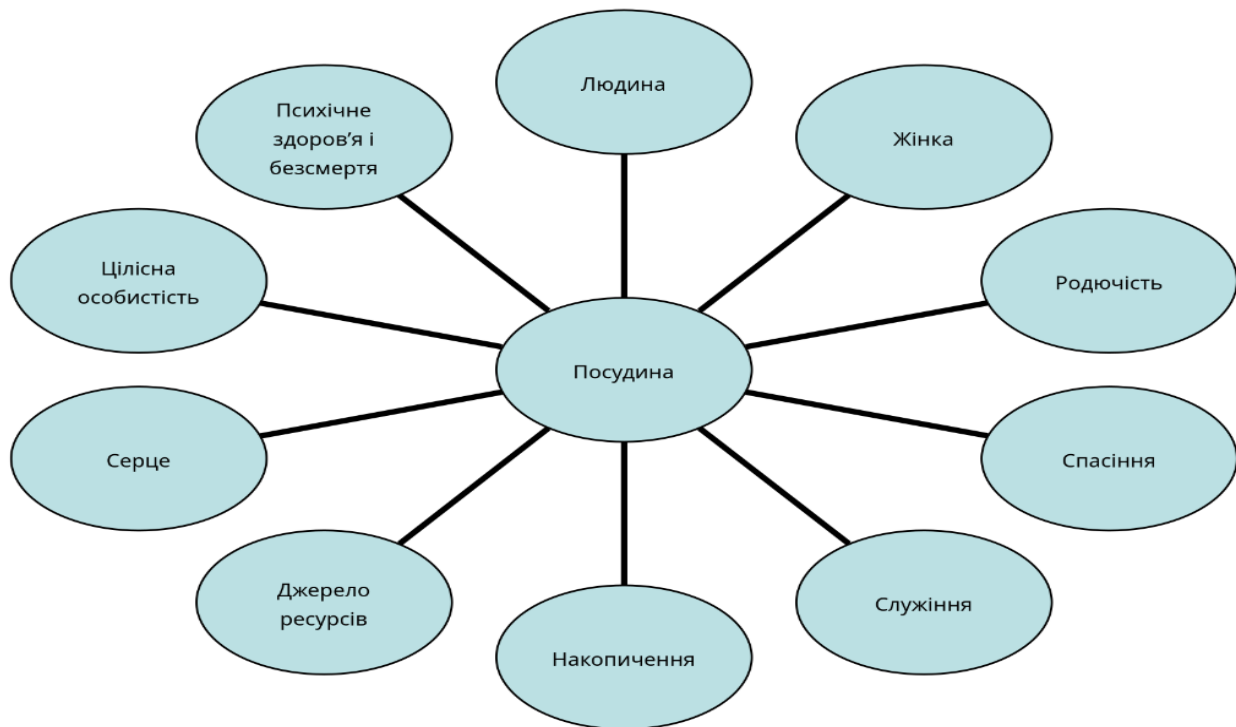 Людина
Жінка
Родючість
Спасіння
Служіння
Накопичення
Джерело
ресурсів
Серце
Цілісна
особистість
Психічне
здоров’я і
безсмертя
Посудина